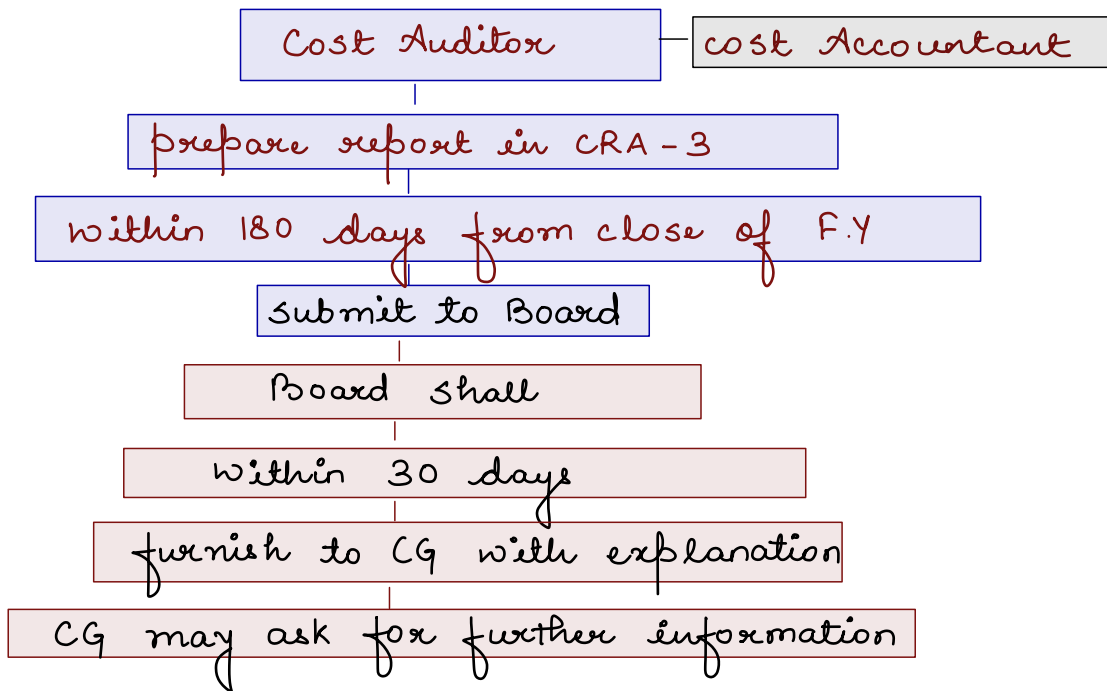 Cost Auditor
cost Accountant
prepare report in CRA-3
within 180 days from close of F.Y
submit to Board
Board shall
within 30 days
furnish to CG with explanation
CG may ask for further information